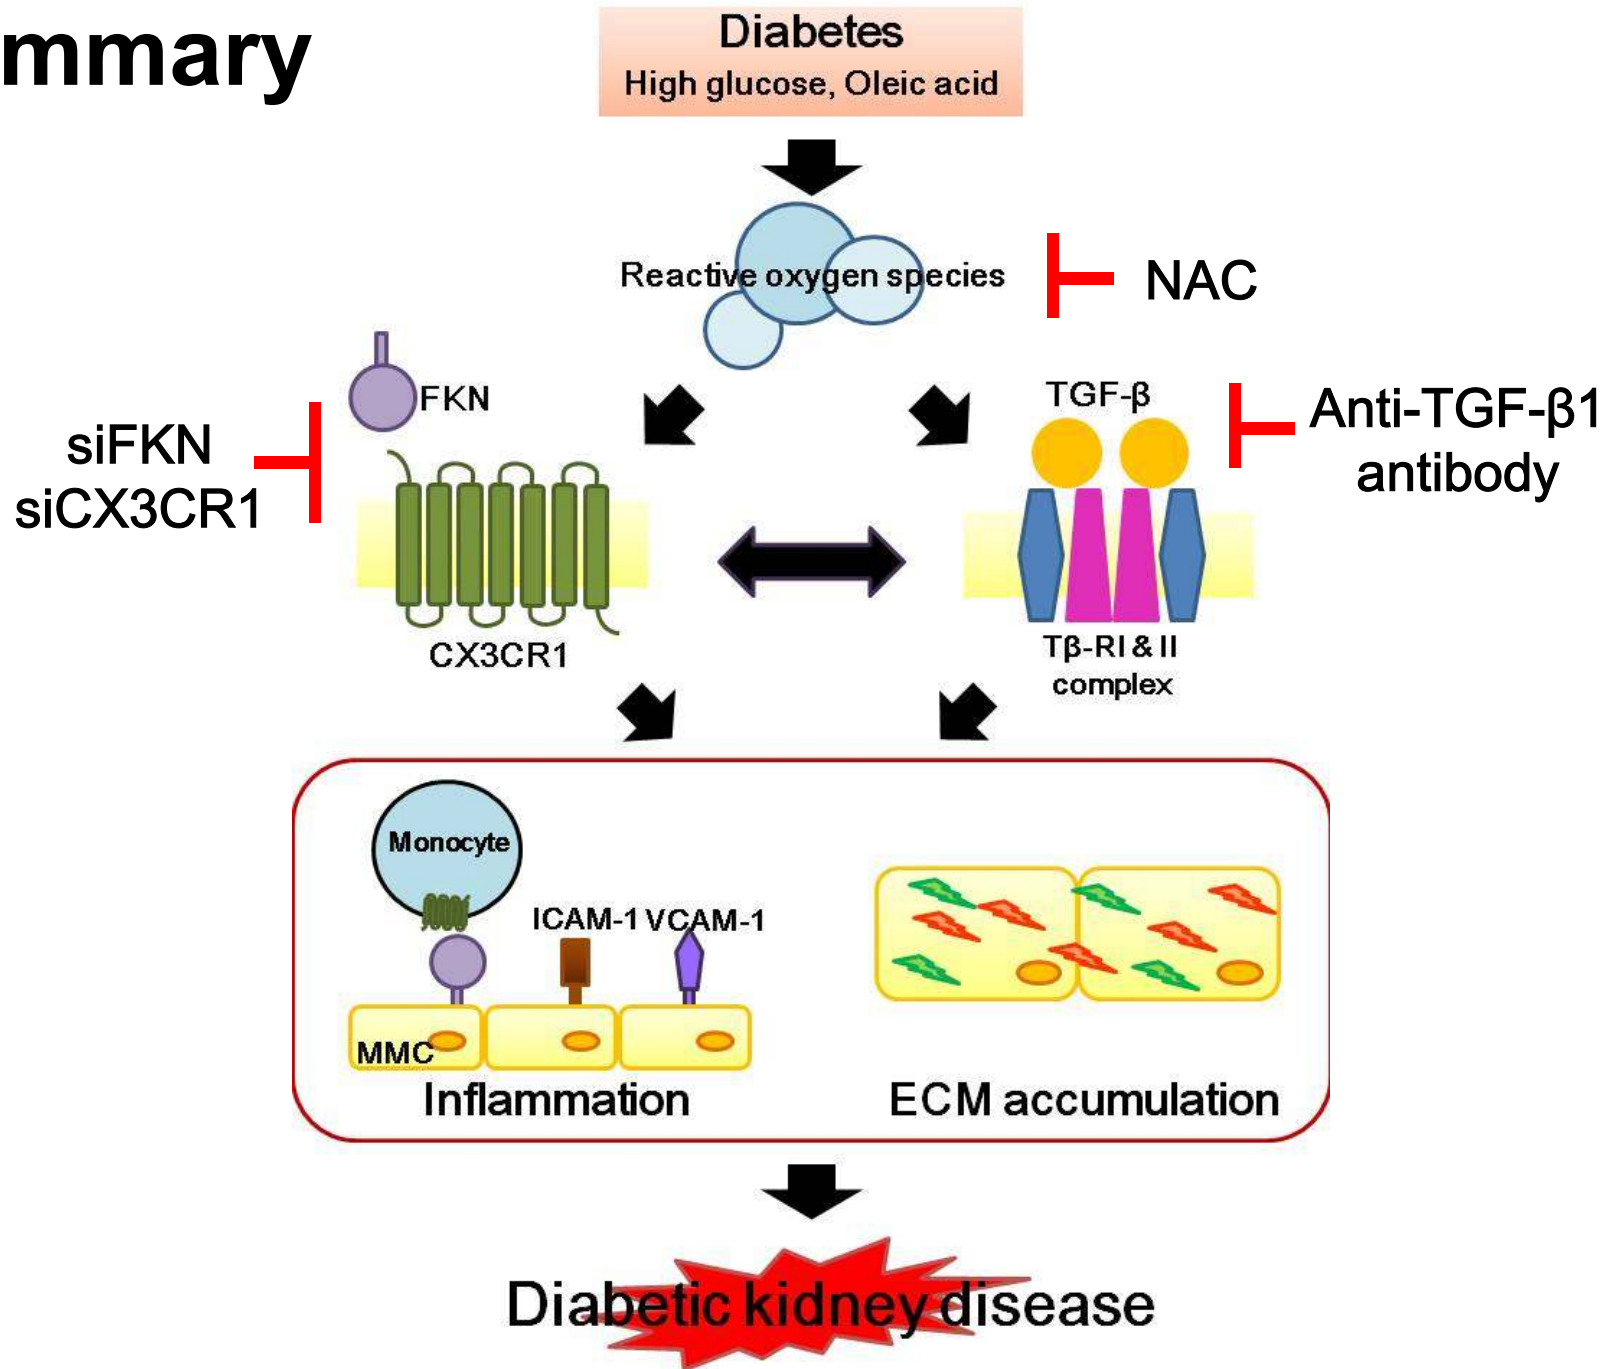 mmary
Diabetes
High glucose, Oleic acid
Reactive oxygen species
NAC
FKN
TGF-β
siFKN
siCX3CR1
Anti-TGF-β1
antibody
CX3CR1
Tβ-RI & II
complex
Monocyte
ICAM-1 VCAM-1
MMC
Inflammation
ECM accumulation
Diabetic kidney disease